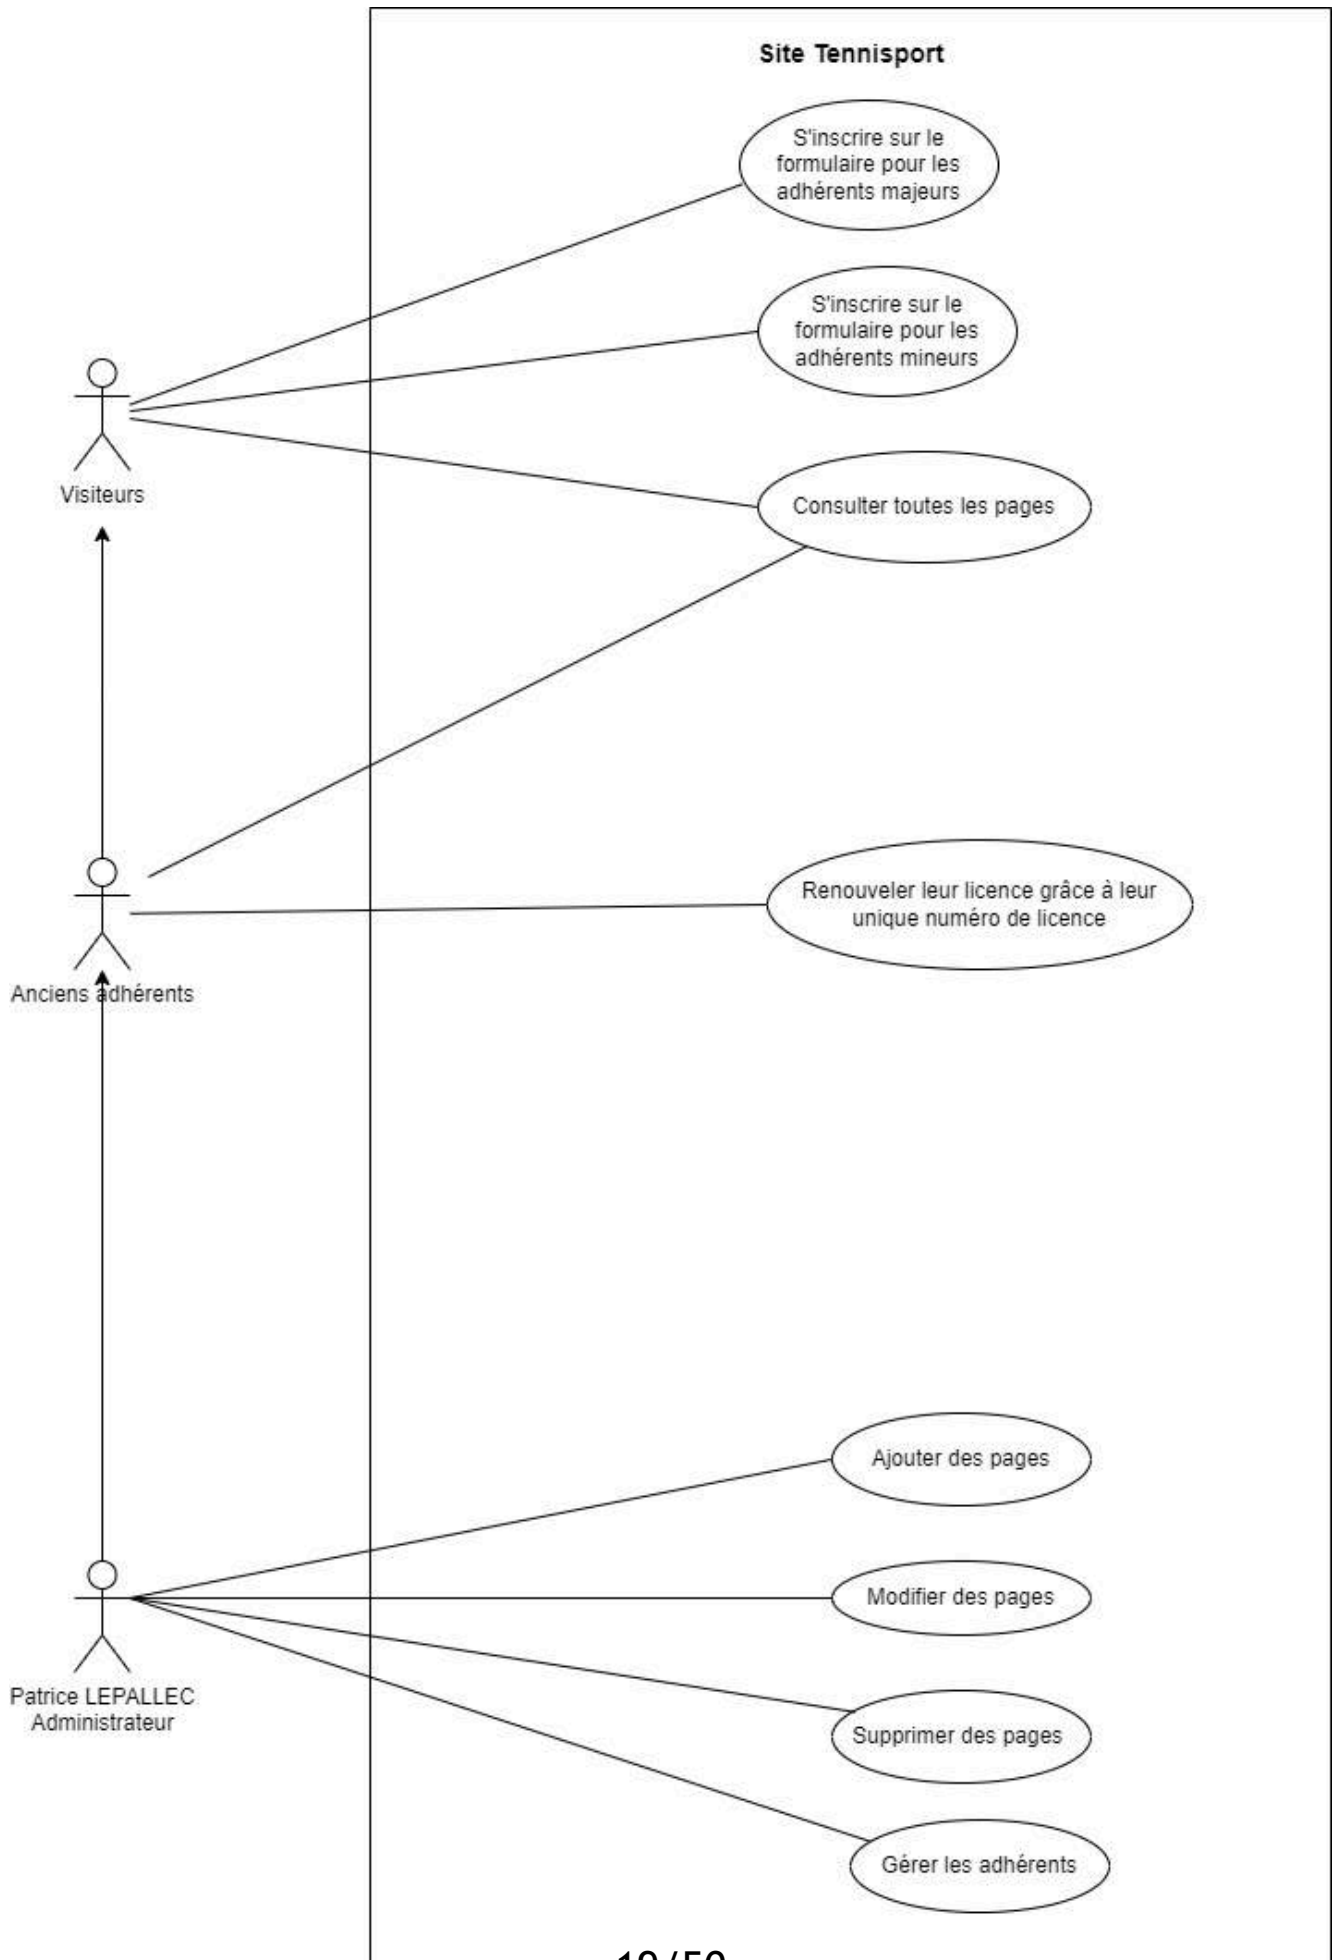 Site Tennisport
S'inscrire sur le
formulaire pour les
adhérents majeurs
S'inscrire sur le
formulaire pour les
adhérents mineurs
Visiteurs
Consulter toutes les pages
Renouveler leur licence grâce à leur
unique numéro de licence
Anciens adhérents
Ajouter des pages
Modifier des pages
Patrice LEPALLEC
Administrateur
Supprimer des pages
Gérer les adhérents